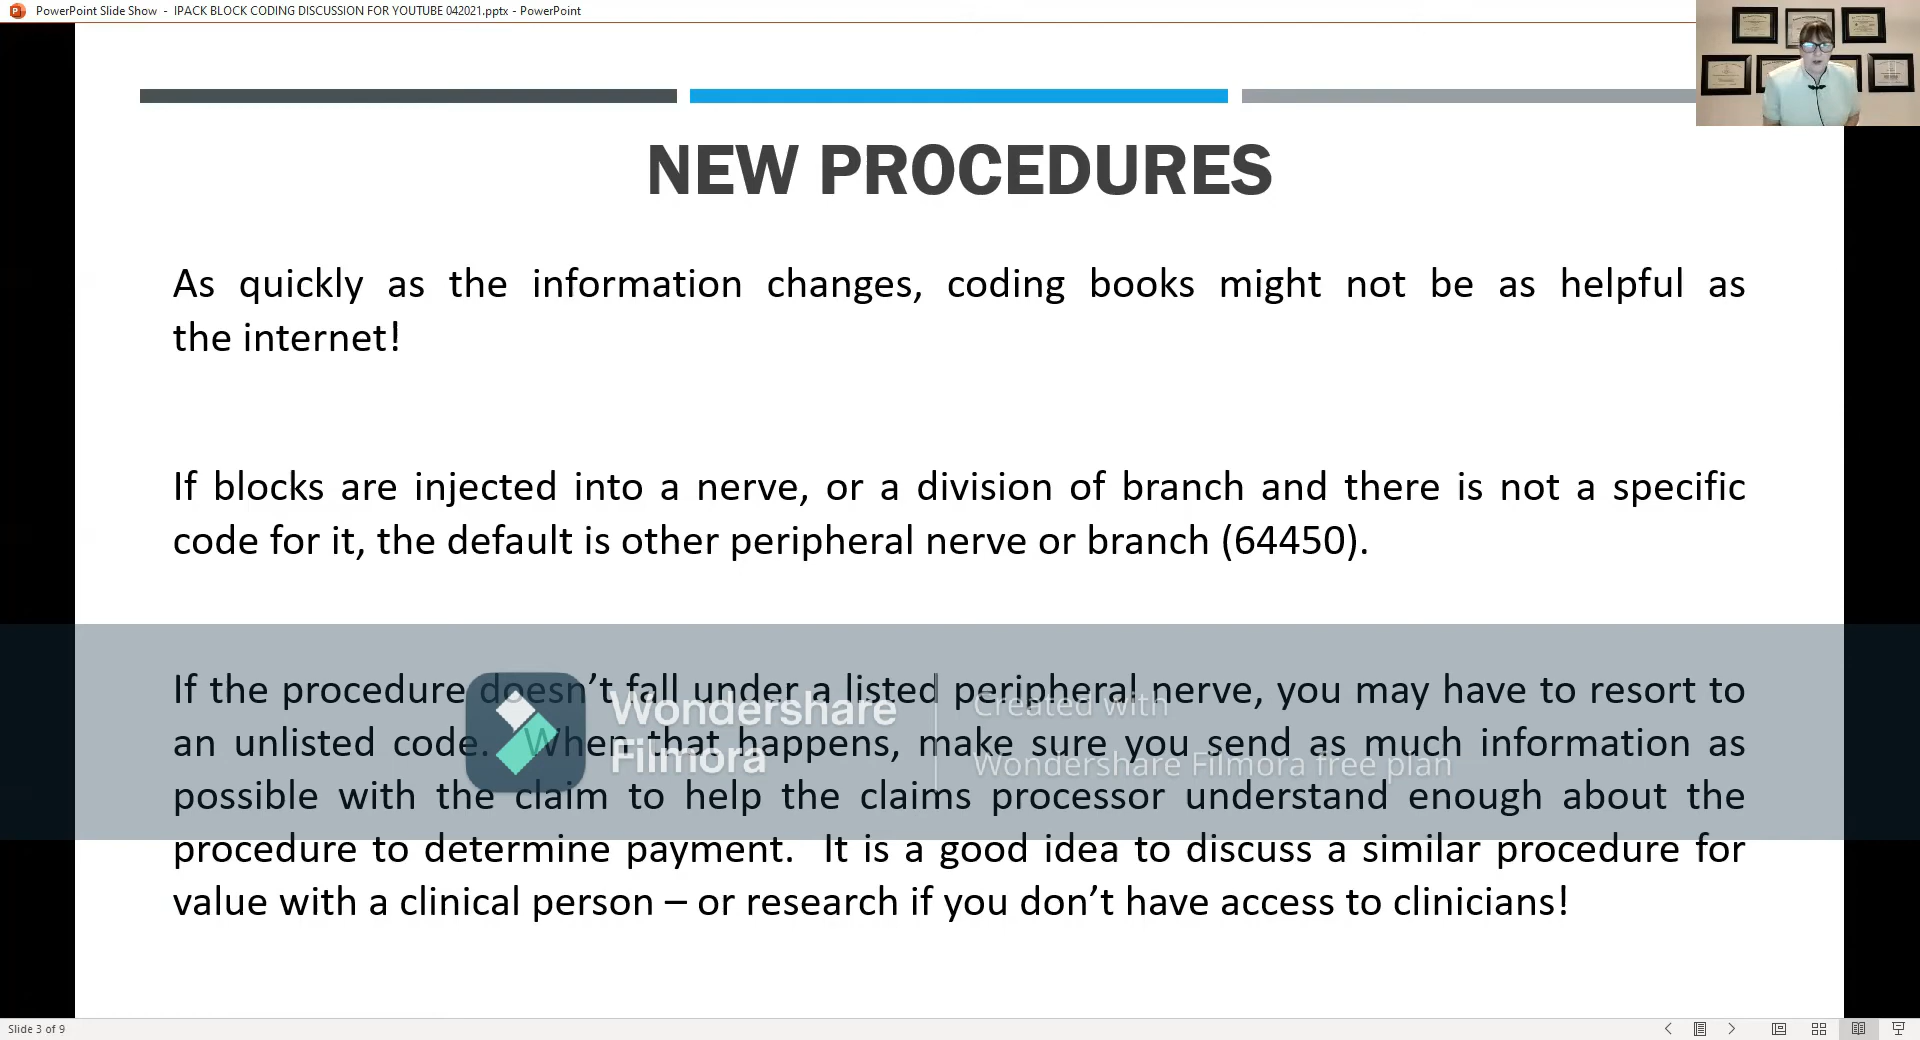 PowerPoint Slide Show - IPACK BLOCK CODING DISCUSSION FOR YOUTUBE 042021.pptx - PowerPoint
NEW PROCEDURES
As quickly as the information changes, coding books might not be as helpful as
the internet!
If blocks are injected into a nerve, or a division of branch and there is not a specific
code for it, the default is other peripheral nerve or branch (64450).
If the procedure doesn’t fall under a listed peripheral nerve, you may have to resort to
an unlisted code. When that happens, make sure you send as much information as
possible with the claim to help the claims processor understand enough about the
procedure to determine payment. It is a good idea to discuss a similar procedure for
value with a clinical person – or research if you don’t have access to clinicians!
Wondershare
Filmora
Created with
Wondershare Filmora free plan
Slide 3 of 9